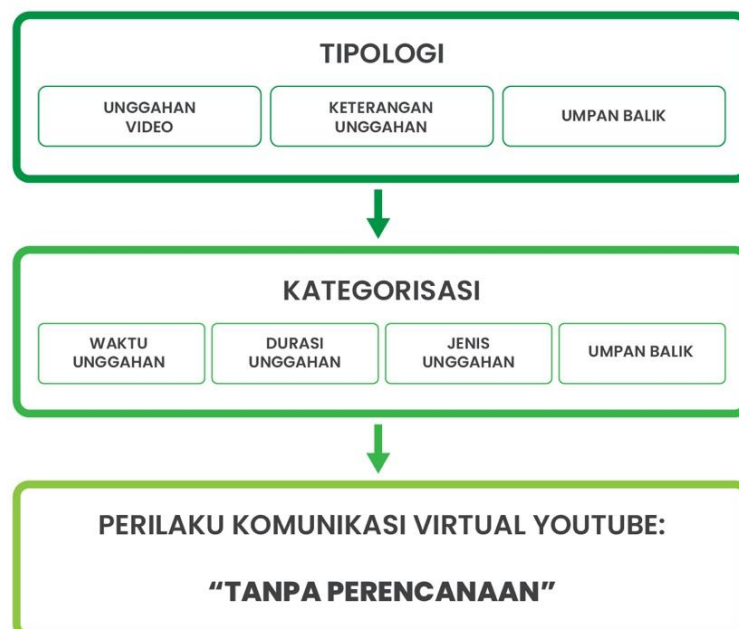 TIPOLOGI
UNGGAHAN
VIDEO
KETERANGAN
UNGGAHAN
UMPAN BALIK
KATEGORISASI
WAKTU
UNGGAHAN
DURASI
UNGGAHAN
JENIS
UNGGAHAN
UMPAN BALIK
PERILAKU KOMUNIKASI VIRTUAL YOUTUBE:
“TANPA PERENCANAAN”